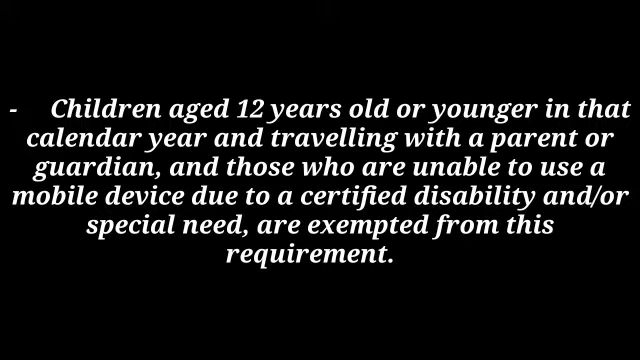 - Children aged 12 years old or younger in that
calendar year and travelling with a parent or
guardian, and those who are unable to use a
mobile device due to a certified disability and/or
special need, are exempted from this
requirement.